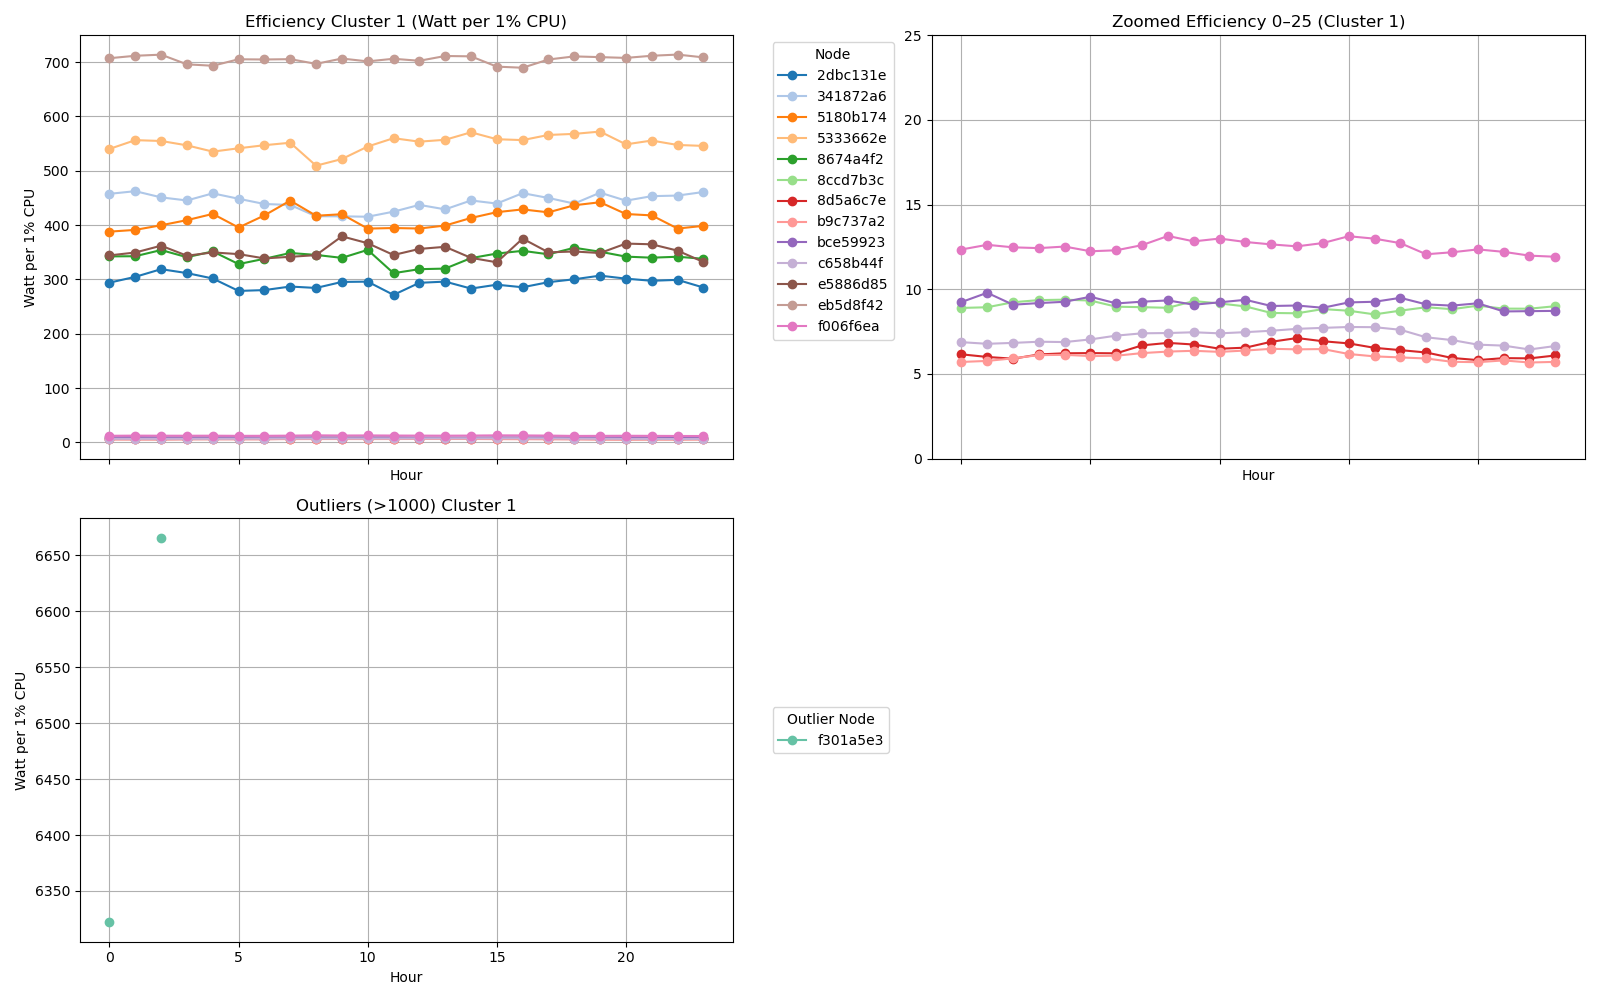 Efficiency Cluster 1 (Watt per 1% CPU)
700
600
500
400
300
200
100
0
Watt per 1% CPU
Hour
Node
2dbc131e
341872a6
5180b174
5333662e
8674a4f2
8ccd7b3c
8d5a6c7e
b9c737a2
bce59923
c658b44f
e5886d85
eb5d8f42
f006f6ea
Zoomed Efficiency 0–25 (Cluster 1)
25
20
15
10
5
0
Hour
Outliers (>1000) Cluster 1
6650
6600
6550
6500
6450
6400
6350
Watt per 1% CPU
0 5 10 15 20
Hour
Outlier Node
f301a5e3